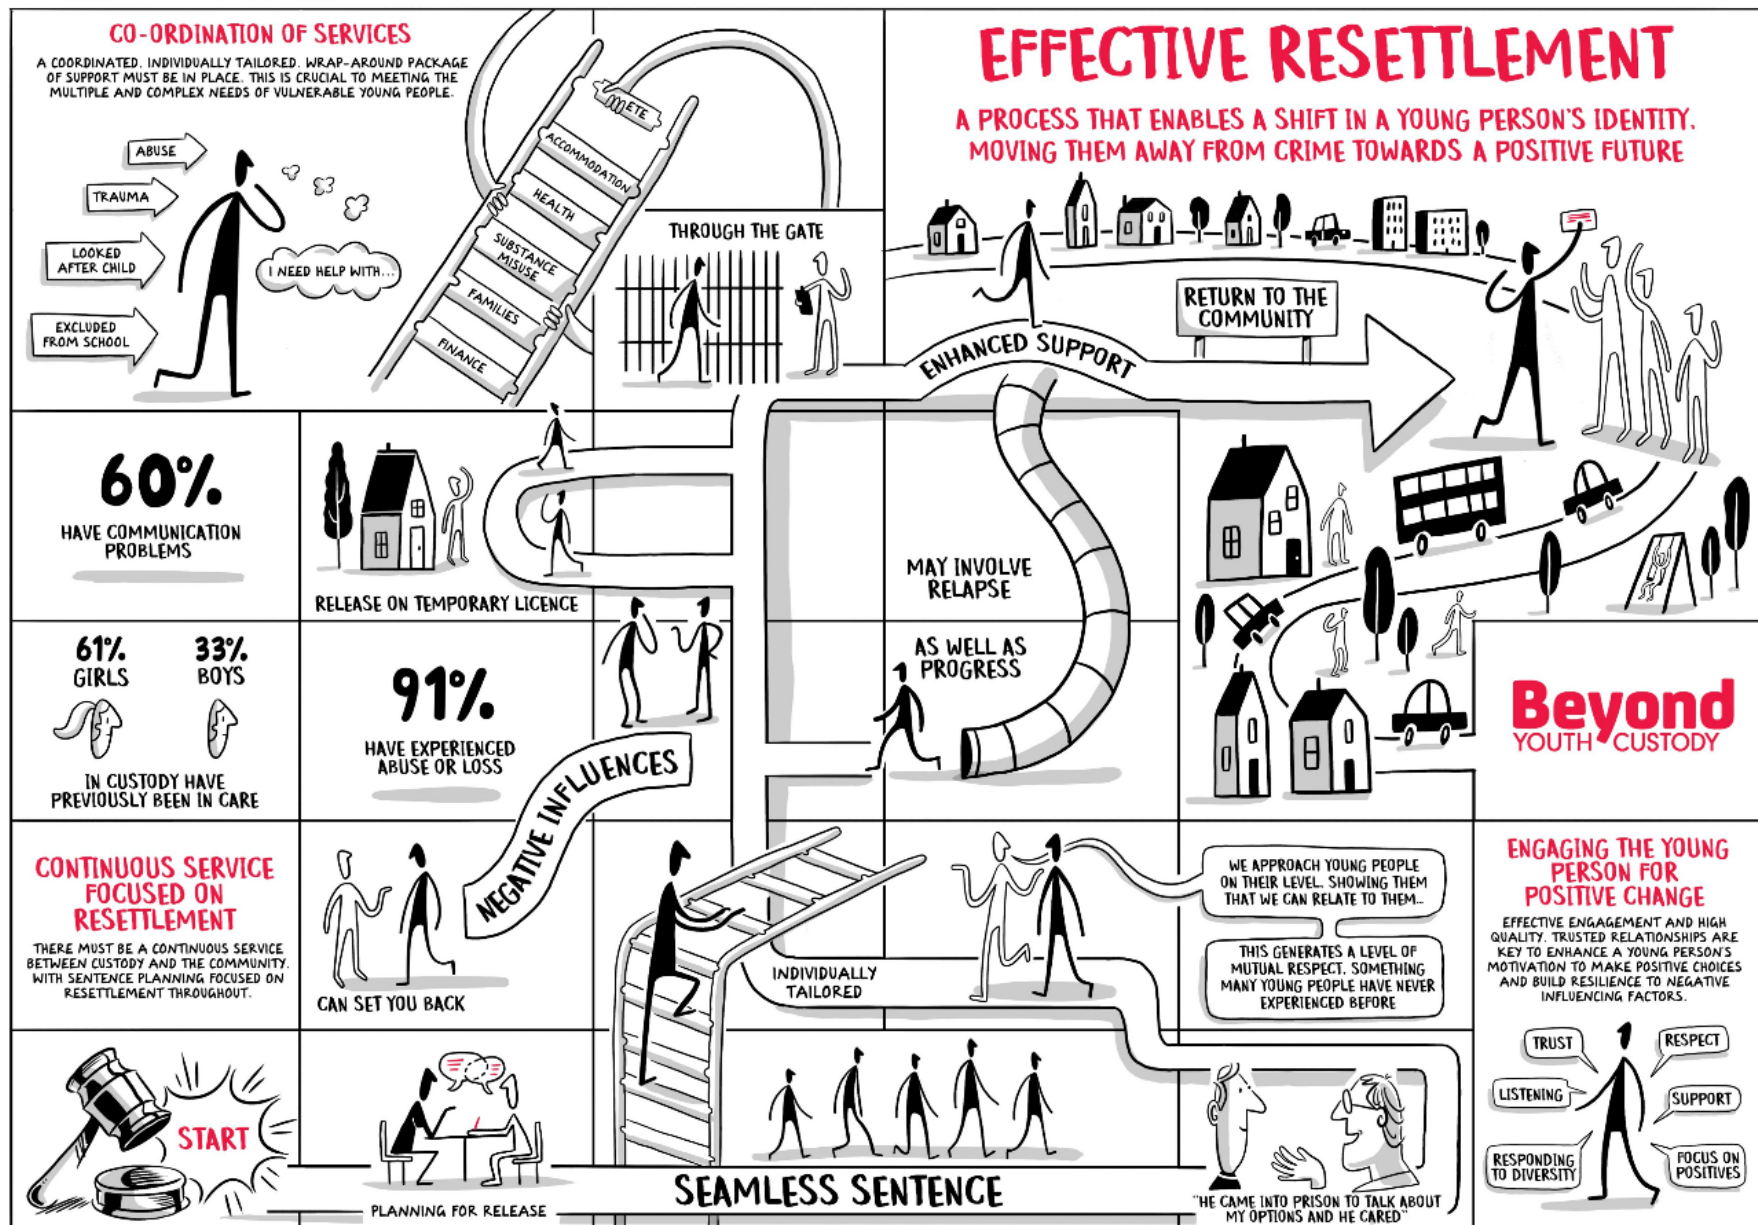 CO-ORDINATION OF SERVICES
A COORDINATED, INDIVIDUALLY TAILORED, WRAP-AROUND PACKAGE
OF SUPPORT MUST BE IN PLACE. THIS IS CRUCIAL TO MEETING THE
MULTIPLE AND COMPLEX NEEDS OF VULNERABLE YOUNG PEOPLE.
ABUSE
TRAUMA
LOOKED
AFTER CHILD
EXCLUDED
FROM SCHOOL
I NEED HELP WITH...
ETE
ACCOMMODATION
HEALTH
SUBSTANCE
MISUSE
FAMILIES
FINANCE
THROUGH THE GATE
EFFECTIVE RESETTLEMENT
A PROCESS THAT ENABLES A SHIFT IN A YOUNG PERSON'S IDENTITY,
MOVING THEM AWAY FROM CRIME TOWARDS A POSITIVE FUTURE
ENHANCED SUPPORT
RETURN TO THE
COMMUNITY
60%
HAVE COMMUNICATION
PROBLEMS
RELEASE ON TEMPORARY LICENCE
MAY INVOLVE
RELAPSE
AS WELL AS
PROGRESS
61%
GIRLS
33%
BOYS
IN CUSTODY HAVE
PREVIOUSLY BEEN IN CARE
91%
HAVE EXPERIENCED
ABUSE OR LOSS
NEGATIVE INFLUENCES
CAN SET YOU BACK
Beyond
YOUTH CUSTODY
CONTINUOUS SERVICE
FOCUSED ON
RESETTLEMENT
THERE MUST BE A CONTINUOUS SERVICE
BETWEEN CUSTODY AND THE COMMUNITY,
WITH SENTENCE PLANNING FOCUSED ON
RESETTLEMENT THROUGHOUT.
INDIVIDUALLY
TAILORED
WE APPROACH YOUNG PEOPLE
ON THEIR LEVEL, SHOWING THEM
THAT WE CAN RELATE TO THEM...
THIS GENERATES A LEVEL OF
MUTUAL RESPECT, SOMETHING
MANY YOUNG PEOPLE HAVE NEVER
EXPERIENCED BEFORE
ENGAGING THE YOUNG
PERSON FOR
POSITIVE CHANGE
EFFECTIVE ENGAGEMENT AND HIGH
QUALITY, TRUSTED RELATIONSHIPS ARE
KEY TO ENHANCE A YOUNG PERSON'S
MOTIVATION TO MAKE POSITIVE CHOICES
AND BUILD RESILIENCE TO NEGATIVE
INFLUENCING FACTORS.
START
PLANNING FOR RELEASE
SEAMLESS SENTENCE
"HE CAME INTO PRISON TO TALK ABOUT
MY OPTIONS AND HE CARED"
TRUST
RESPECT
LISTENING
SUPPORT
RESPONDING
TO DIVERSITY
FOCUS ON
POSITIVES